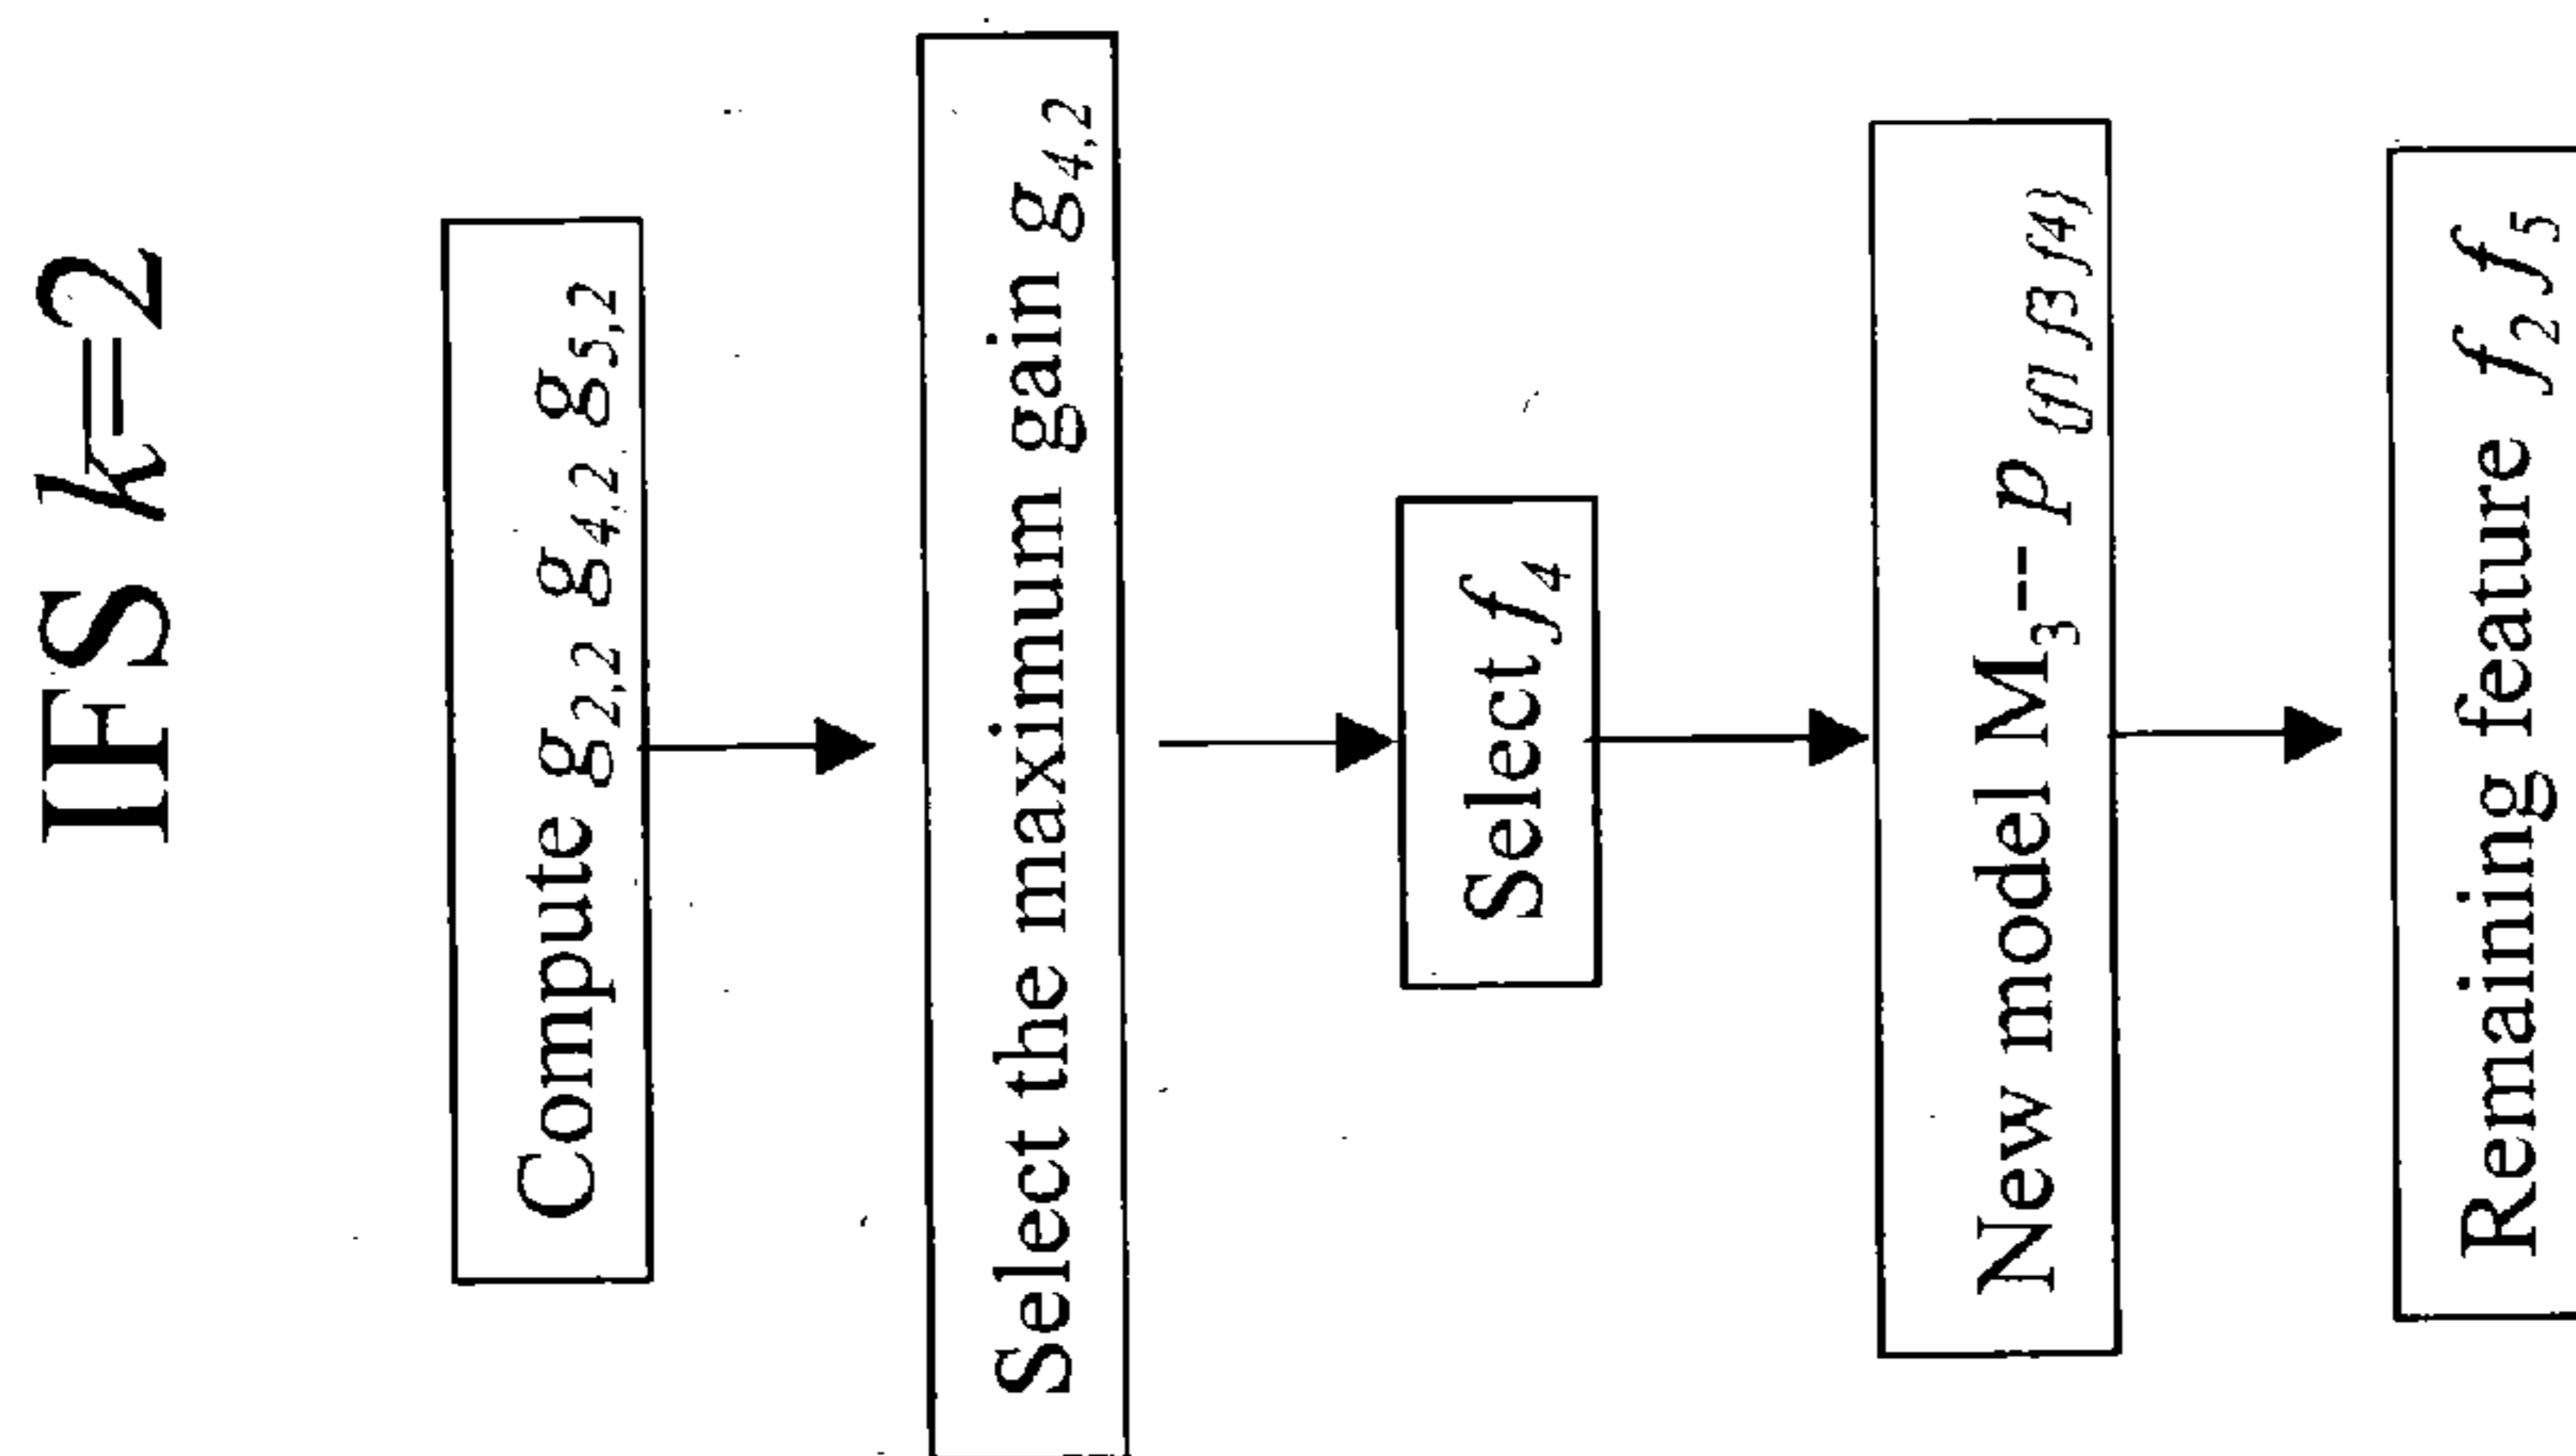 IFS k=2
Compute g2,2 g4,2 g5,2
Select the maximum gain g4,2
Select f4
New model M3-- p {f1 f3 f4}
Remaining feature f2 f5